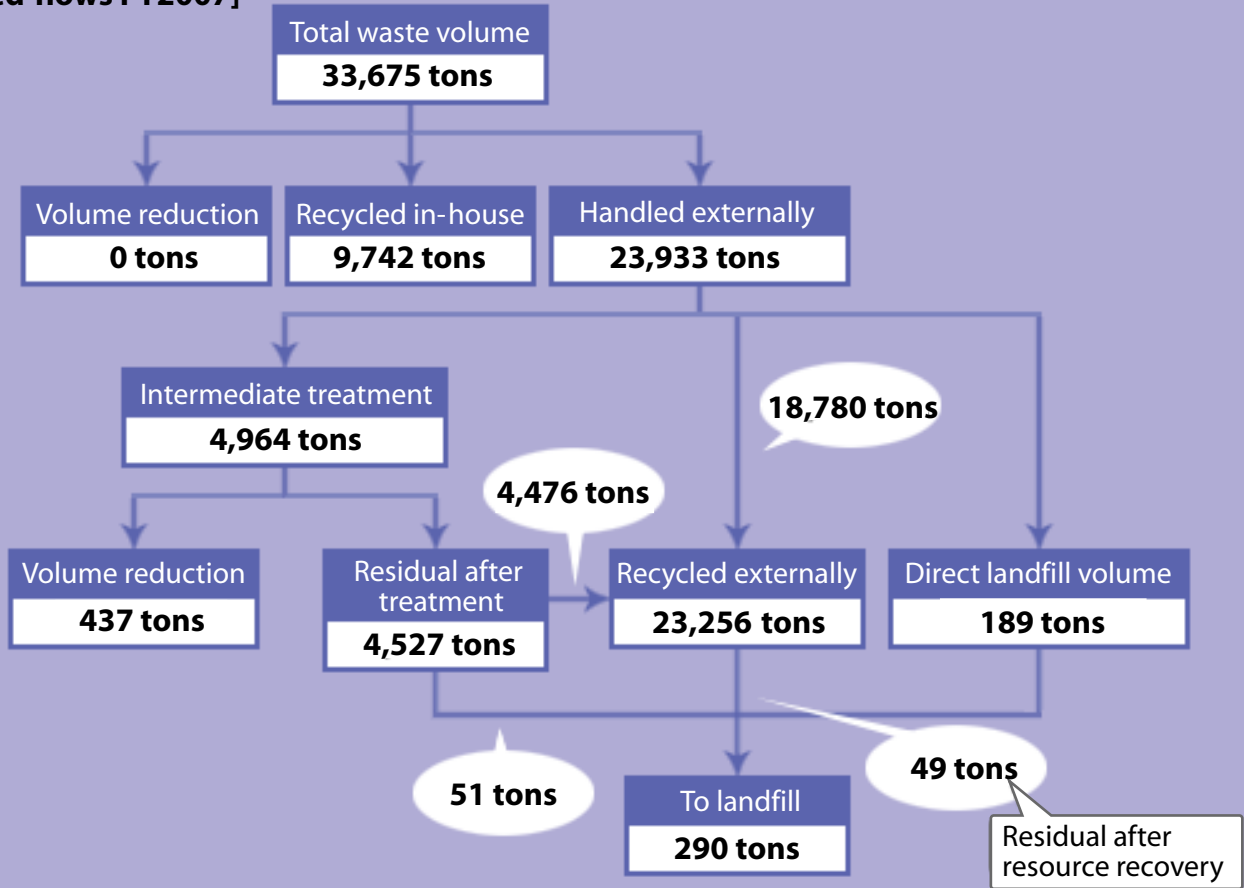 Total waste volume
33,675 tons
Volume reduction
0 tons
Recycled in-house
9,742 tons
Handled externally
23,933 tons
Intermediate treatment
4,964 tons
18,780 tons
4,476 tons
Volume reduction
437 tons
Residual after
treatment
4,527 tons
Recycled externally
23,256 tons
Direct landfill volume
189 tons
51 tons
49 tons
To landfill
290 tons
Residual after
resource recovery